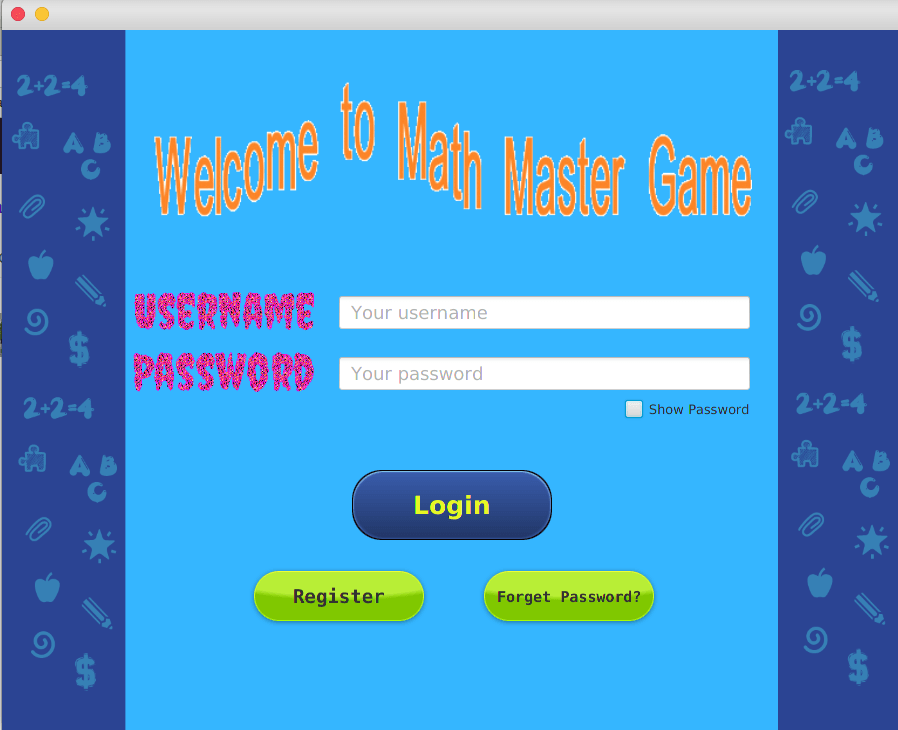 2+2=4
2+2=4
A B
C
A B
C
Welcome to Math Master Game
$
$
USERNAME
Your username
PASSWORD
Your password
Show Password
2+2=4
2+2=4
A B
C
A B
C
Login
Register
Forget Password?
$
$